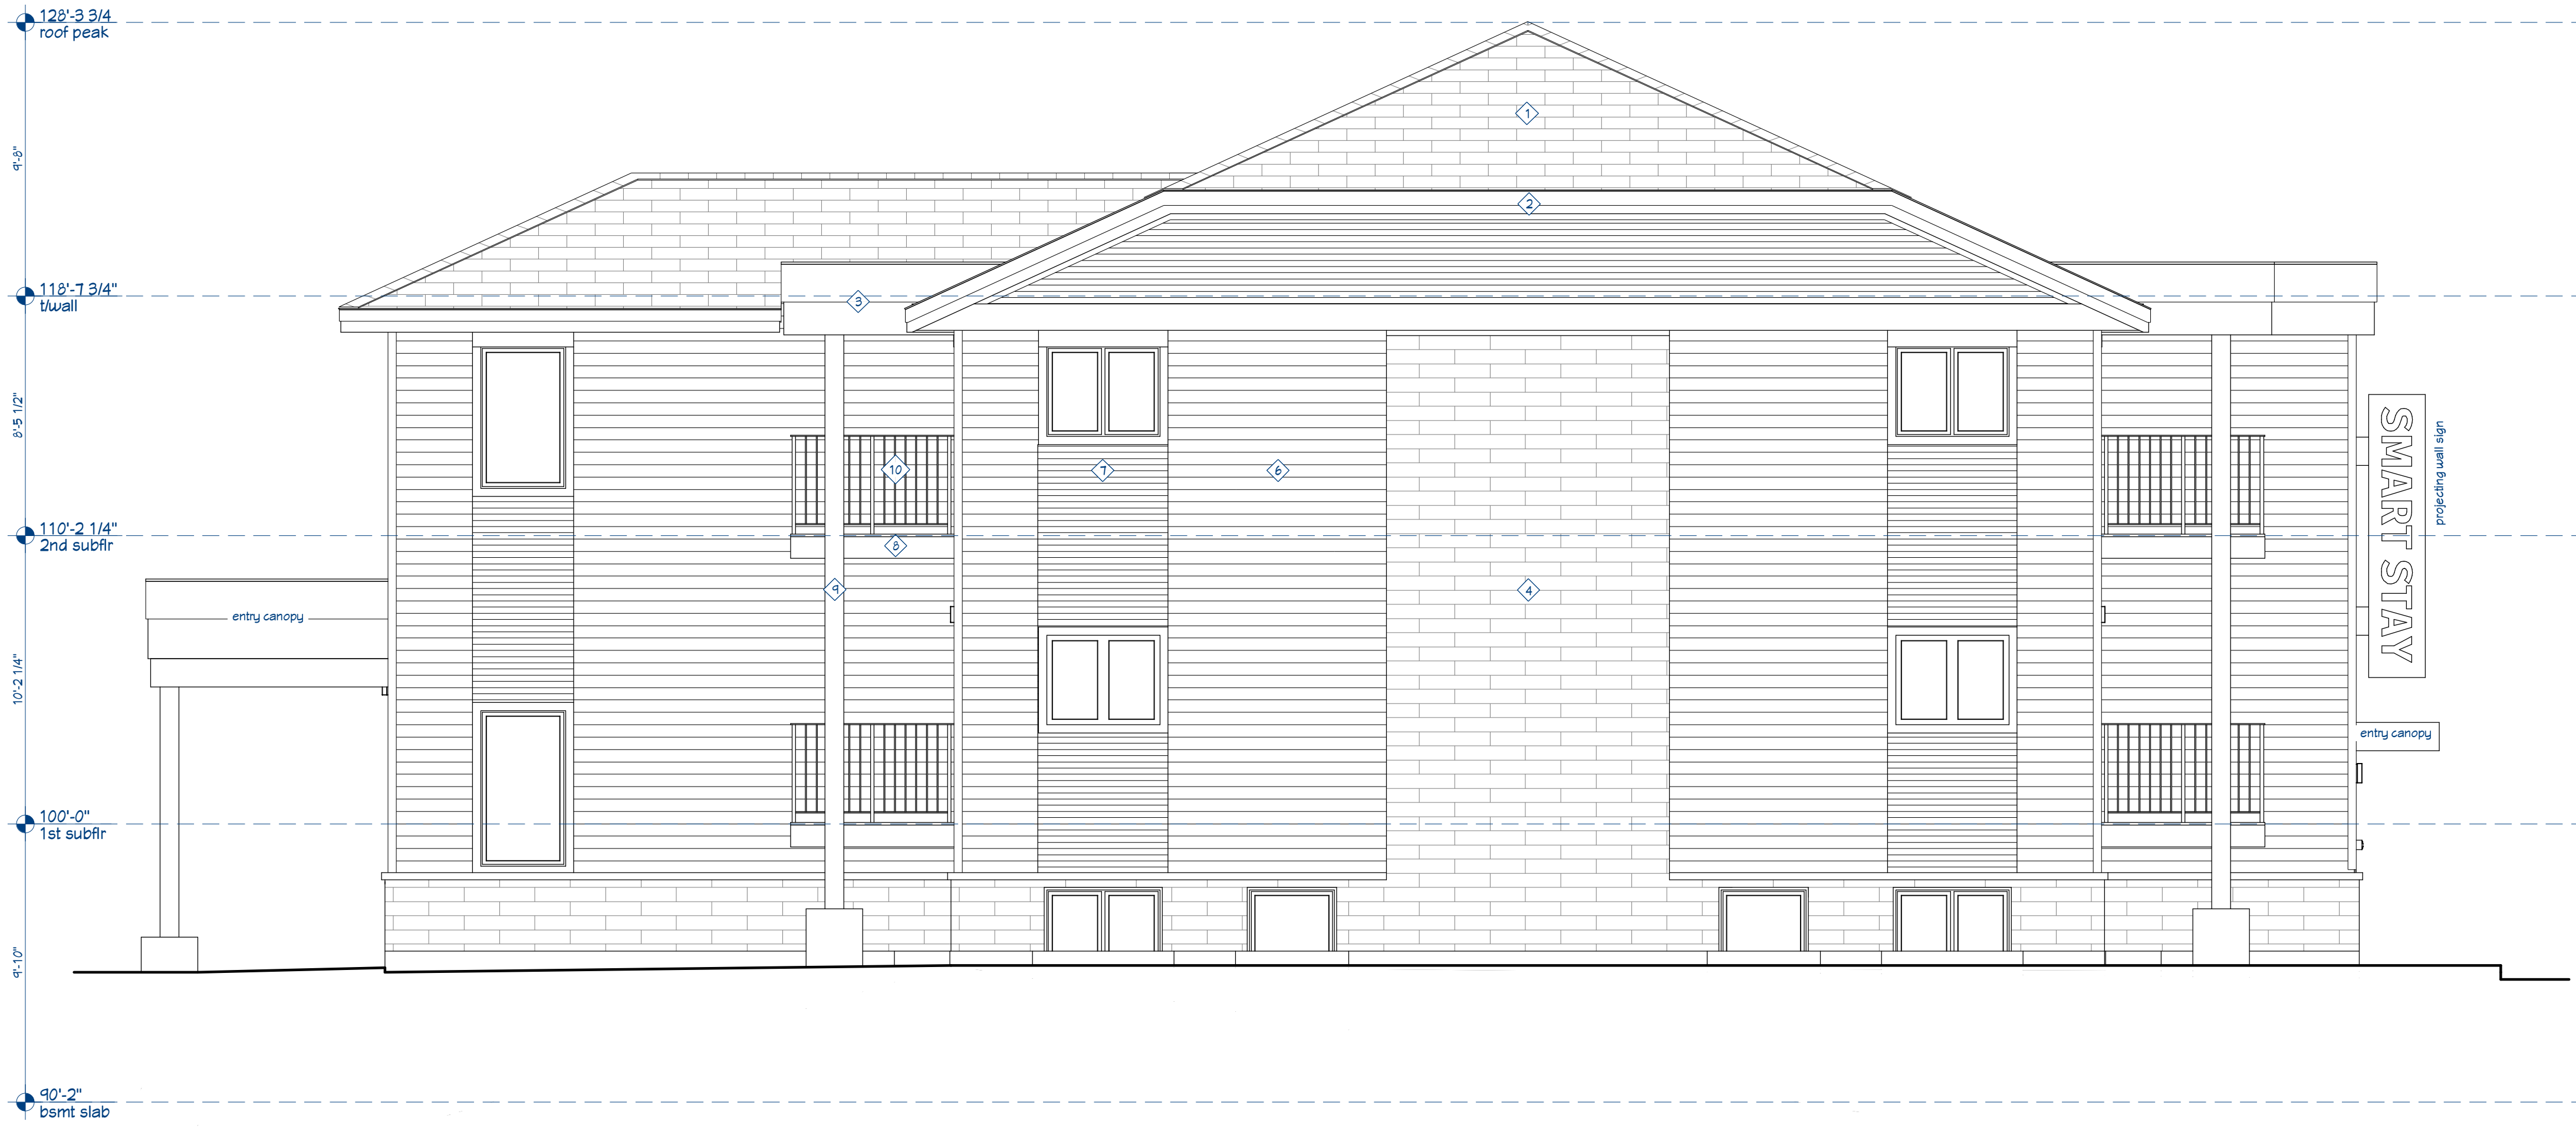 128'-3 3/4
roof peak
9'-8"
1
2
118'-7 3/4"
t/wall
3
8'-5 1/2"
10
7
6
SMART STAY
projecting wall sign
110'-2 1/4"
2nd subflr
8
9
4
entry canopy
10'-2 1/4"
entry canopy
100'-0"
1st subflr
9'-10"
90'-2"
bsmt slab